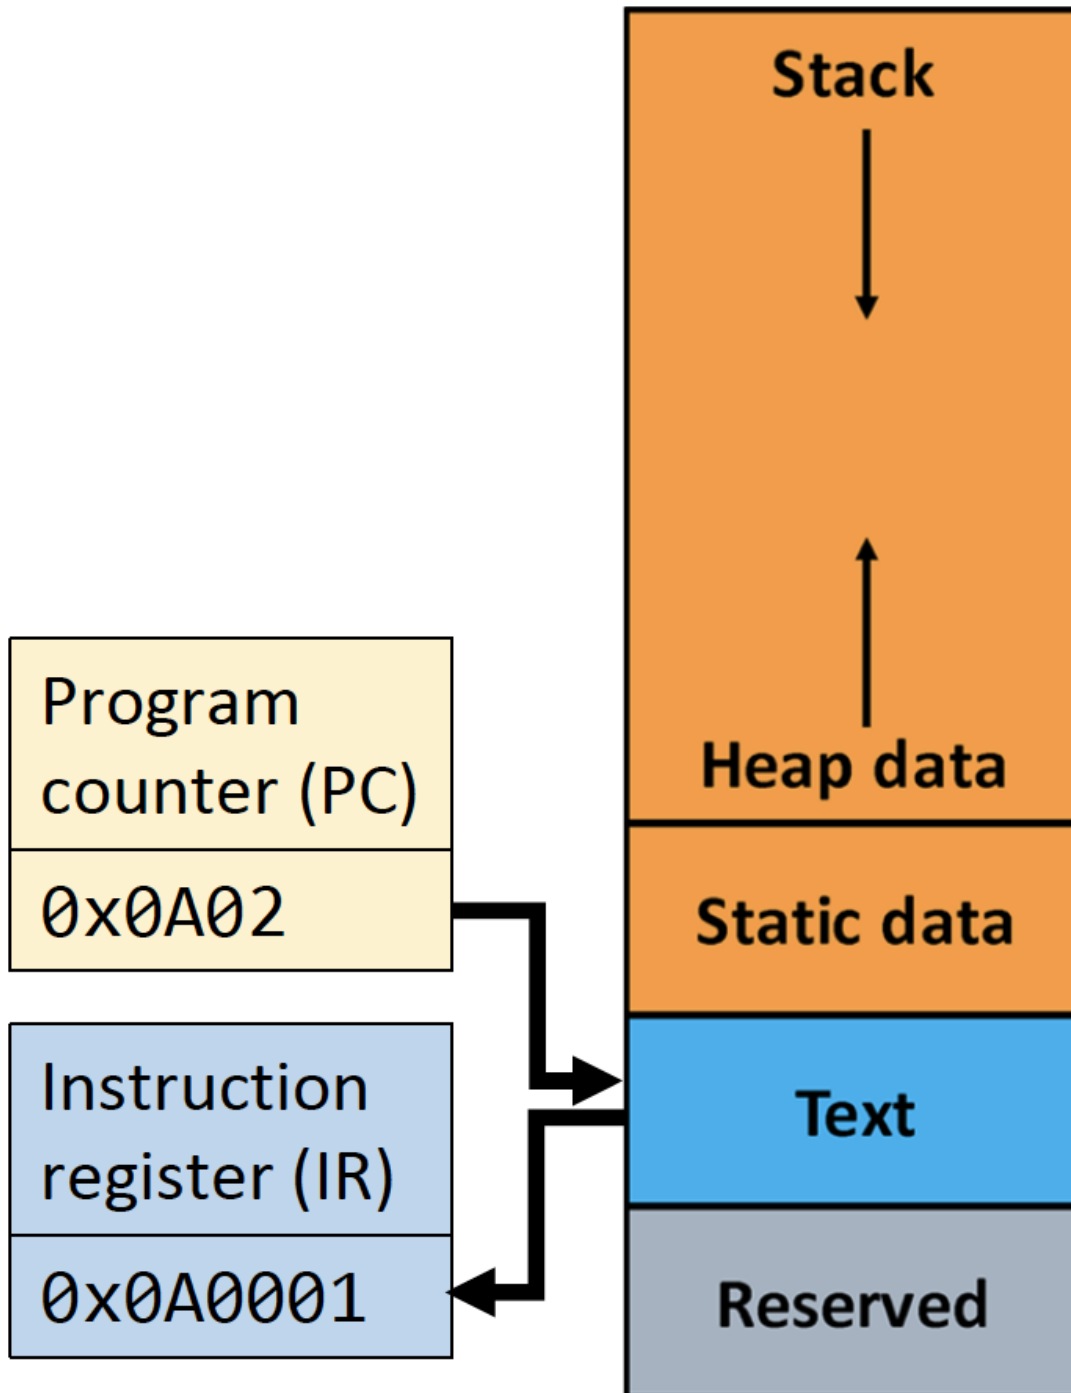 Stack
Heap data
Static data
Text
Reserved
Program
counter (PC)
0x0A02
Instruction
register (IR)
0x0A0001